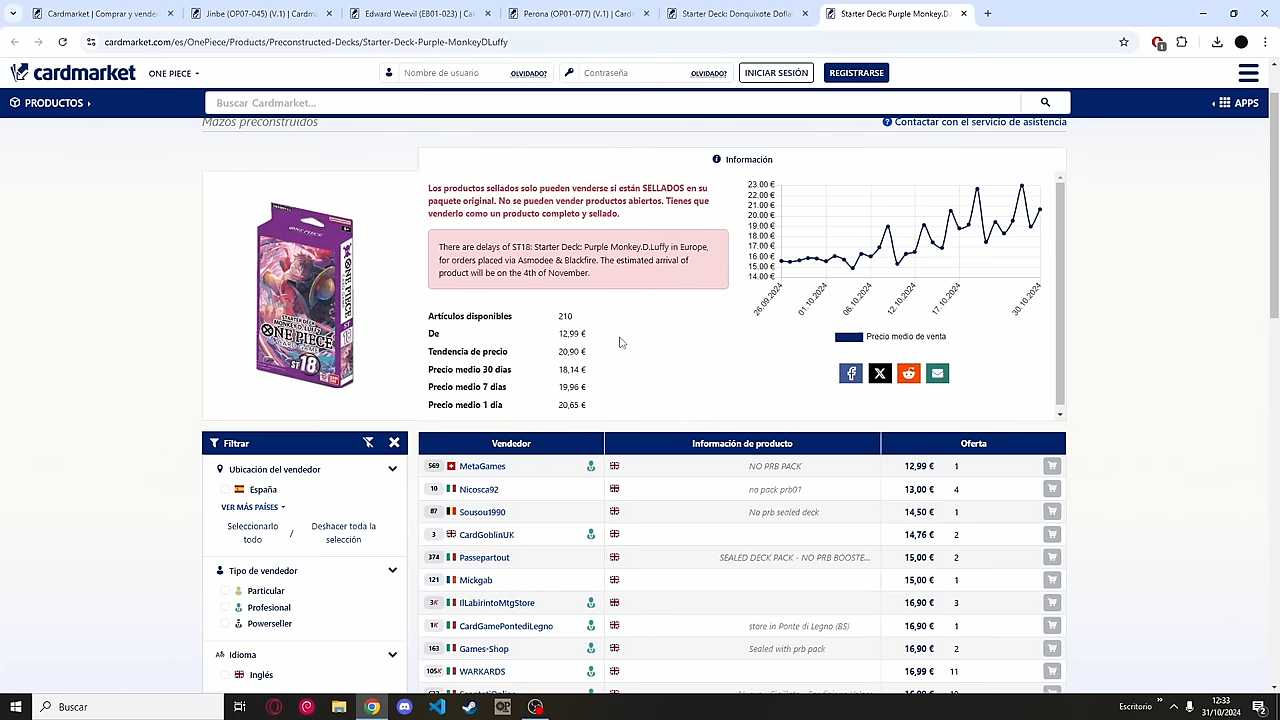 Cardmarket | Comprar y vender
Jinbe (OP07-045) (V.1) | Cardm
Edward Weevil (EB01-023) | Ca
Perona (OP01-077) (V.1) | Card
Starter Deck: Donquixote Dofla
Starter Deck: Purple Monkey.D.
cardmarket.com/es/OnePiece/Products/Preconstructed-Decks/Starter-Deck-Purple-MonkeyDLuffy
cardmarket
ONE PIECE
Nombre de usuario
OLVIDADO?
Contraseña
OLVIDADO?
INICIAR SESIÓN
REGISTRARSE
PRODUCTOS
Buscar Cardmarket...
APPS
Mazos preconstruidos
Contactar con el servicio de asistencia
Información
Los productos sellados solo pueden venderse si están SELLADOS en su
paquete original. No se pueden vender productos abiertos. Tienes que
venderlo como un producto completo y sellado.
There are delays of ST18: Starter Deck: Purple Monkey.D.Luffy in Europe,
for orders placed via Asmodee & Blackfire. The estimated arrival of
product will be on the 4th of November.
Artículos disponibles 210
De 12,99 €
Tendencia de precio 20,90 €
Precio medio 30 días 18,14 €
Precio medio 7 días 19,96 €
Precio medio 1 día 20,65 €
23.00 €
22.00 €
21.00 €
20.00 €
19.00 €
18.00 €
17.00 €
16.00 €
15.00 €
14.00 €
26.09.2024
01.10.2024
06.10.2024
12.10.2024
17.10.2024
30.10.2024
Precio medio de venta
ONE PIECE
STARTER DECK
MONKEY.D.LUFFY
ONE PIECE
ST18
Filtrar
Ubicación del vendedor
España
VER MÁS PAÍSES
Seleccionarlo
todo
/
Deshacer toda la
selección
Tipo de vendedor
Particular
Profesional
Powerseller
Idioma
Inglés
Vendedor Información de producto Oferta
569 MetaGames NO PRB PACK 12,99 € 1
10 Nicosca92 no pack prb01 13,00 € 4
87 Sousou1990 No prb sealed deck 14,50 € 1
3 CardGoblinUK 14,76 € 2
374 Passepartout SEALED DECK PACK - NO PRB BOOSTE... 15,00 € 2
121 Mickgab 15,00 € 1
3K IlLabirintoMtgStore 16,90 € 3
1K CardGamePontediLegno store in Ponte di Legno (BS) 16,90 € 1
163 Games-Shop Sealed with prb pack 16,90 € 2
105K WARKARDS 16,99 € 11
Buscar
Escritorio
12:33
31/10/2024